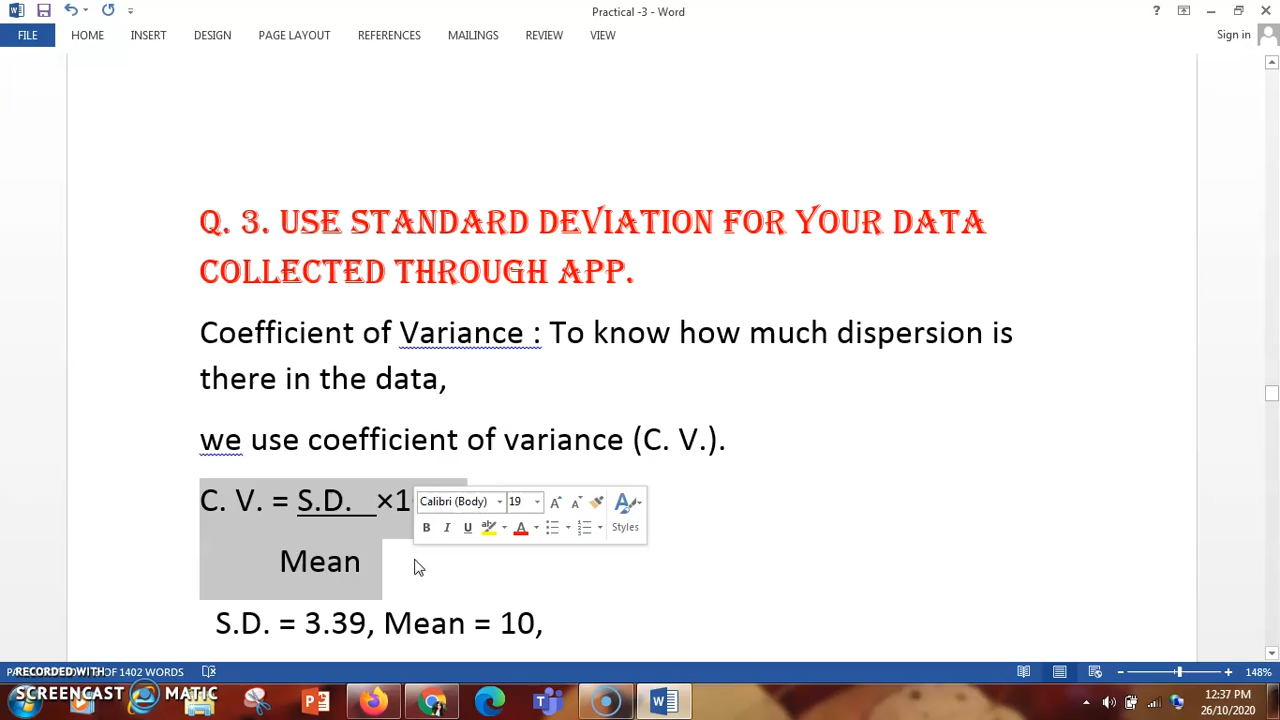 Practical -3 - Word
FILE HOME INSERT DESIGN PAGE LAYOUT REFERENCES MAILINGS REVIEW VIEW Sign in
Q. 3. USE STANDARD DEVIATION FOR YOUR DATA
COLLECTED THROUGH APP.
Coefficient of Variance : To know how much dispersion is
there in the data,
we use coefficient of variance (C. V.).
C. V. = S.D. ×1
Calibri (Body) 19
B I U ab A Styles
Mean
S.D. = 3.39, Mean = 10,
OF 1402 WORDS 148%
RECORDED WITH
SCREENCAST MATIC
12:37 PM
26/10/2020